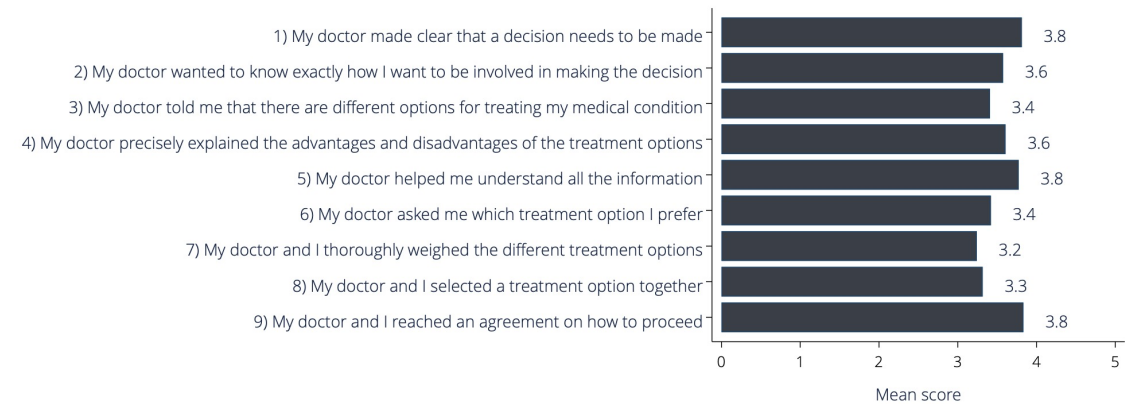 1) My doctor made clear that a decision needs to be made 3.8
2) My doctor wanted to know exactly how I want to be involved in making the decision 3.6
3) My doctor told me that there are different options for treating my medical condition 3.4
4) My doctor precisely explained the advantages and disadvantages of the treatment options 3.6
5) My doctor helped me understand all the information 3.8
6) My doctor asked me which treatment option I prefer 3.4
7) My doctor and I thoroughly weighed the different treatment options 3.2
8) My doctor and I selected a treatment option together 3.3
9) My doctor and I reached an agreement on how to proceed 3.8
0 1 2 3 4 5
Mean score